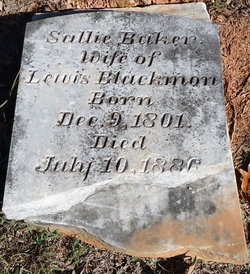 Sallie Baker.
Wife of
Lewis Blackmon
Born
Dec 9, 1801.
Died
July 10, 1886